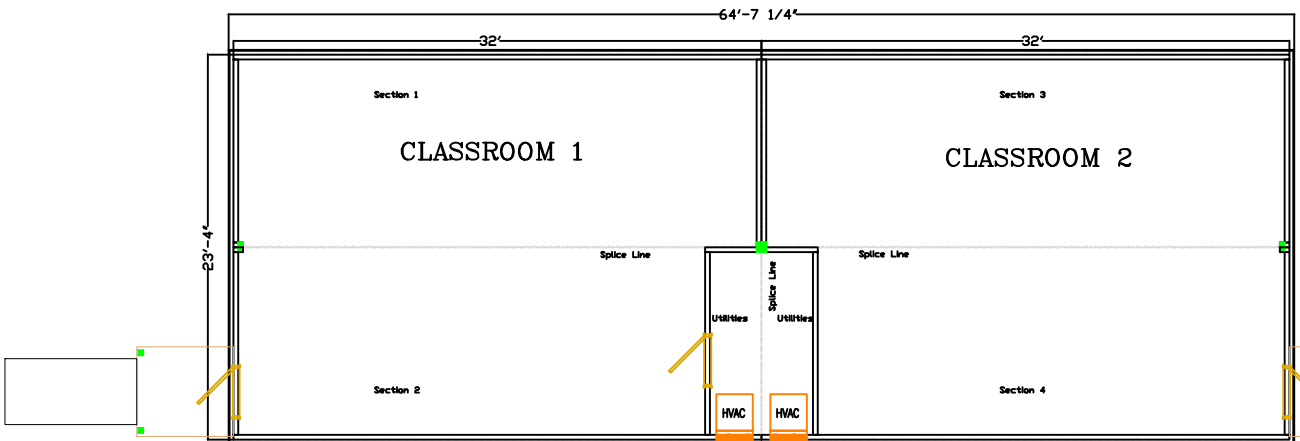 64'-7 1/4"
32'
32'
Section 1
Section 3
CLASSROOM 1
CLASSROOM 2
23'-4"
Splice Line
Splice Line
Splice Line
Utilities
Utilities
Section 2
Section 4
HVAC
HVAC